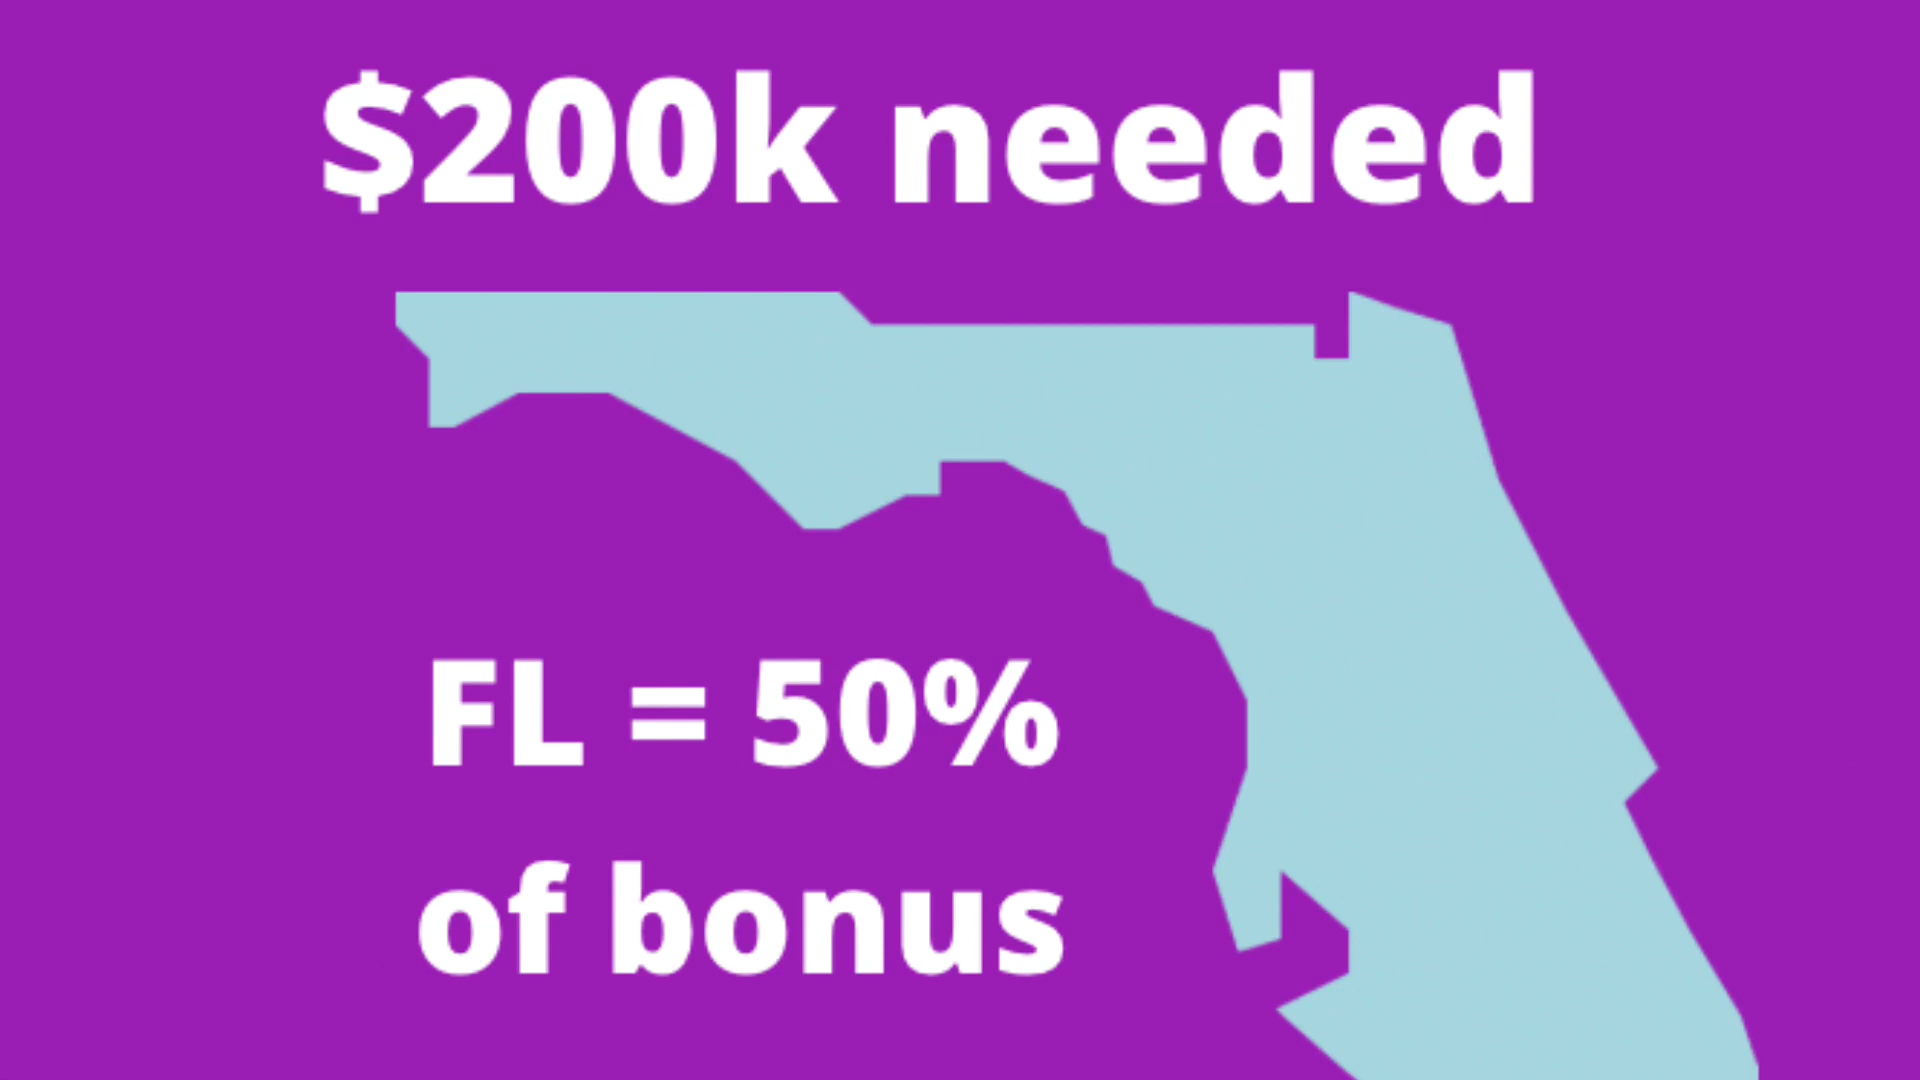 $200k needed
FL = 50%
of bonus